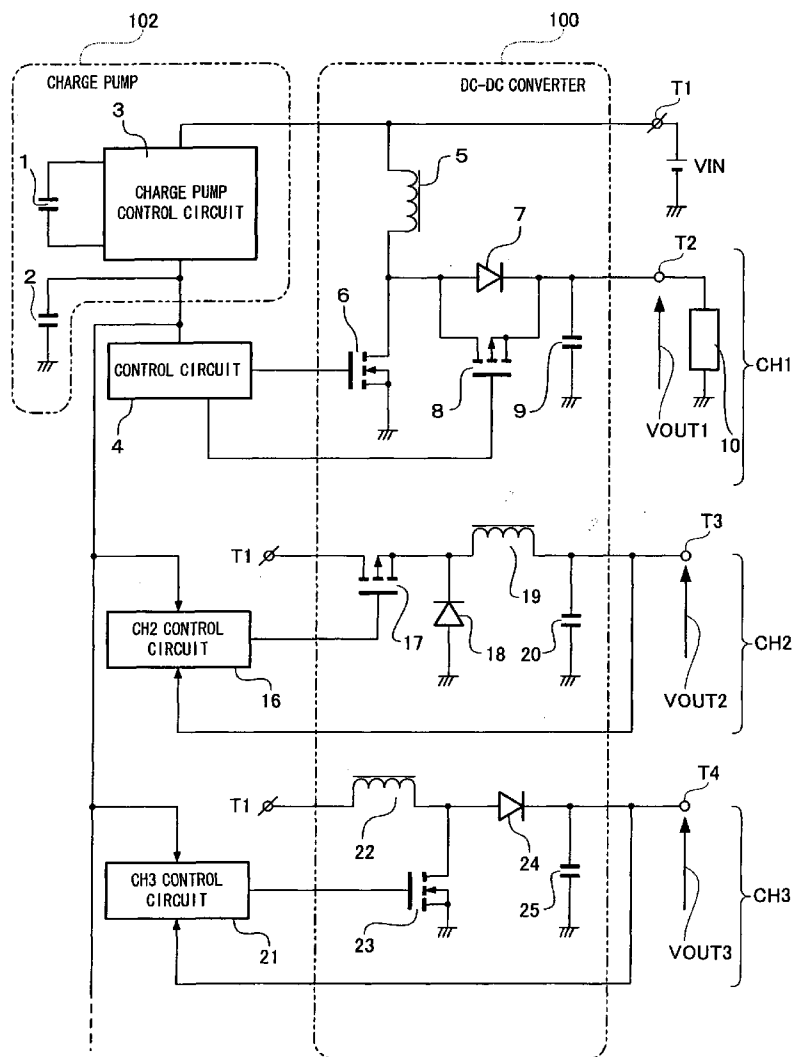 102
100
CHARGE PUMP
DC-DC CONVERTER
T1
3
5
1
CHARGE PUMP
CONTROL CIRCUIT
VIN
7
T2
2
6
CONTROL CIRCUIT
8
9
CH1
4
VOUT1
10
T1
T3
19
CH2 CONTROL
CIRCUIT
17
18
20
CH2
16
VOUT2
T1
T4
22
24
CH3 CONTROL
CIRCUIT
25
CH3
23
21
VOUT3